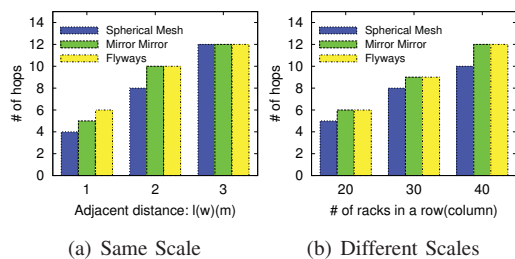 # of hops
14
12
10
8
6
4
2
0
Spherical Mesh
Mirror Mirror
Flyways
1 2 3
Adjacent distance: l(w)(m)
(a) Same Scale
# of hops
14
12
10
8
6
4
2
0
Spherical Mesh
Mirror Mirror
Flyways
20 30 40
# of racks in a row(column)
(b) Different Scales